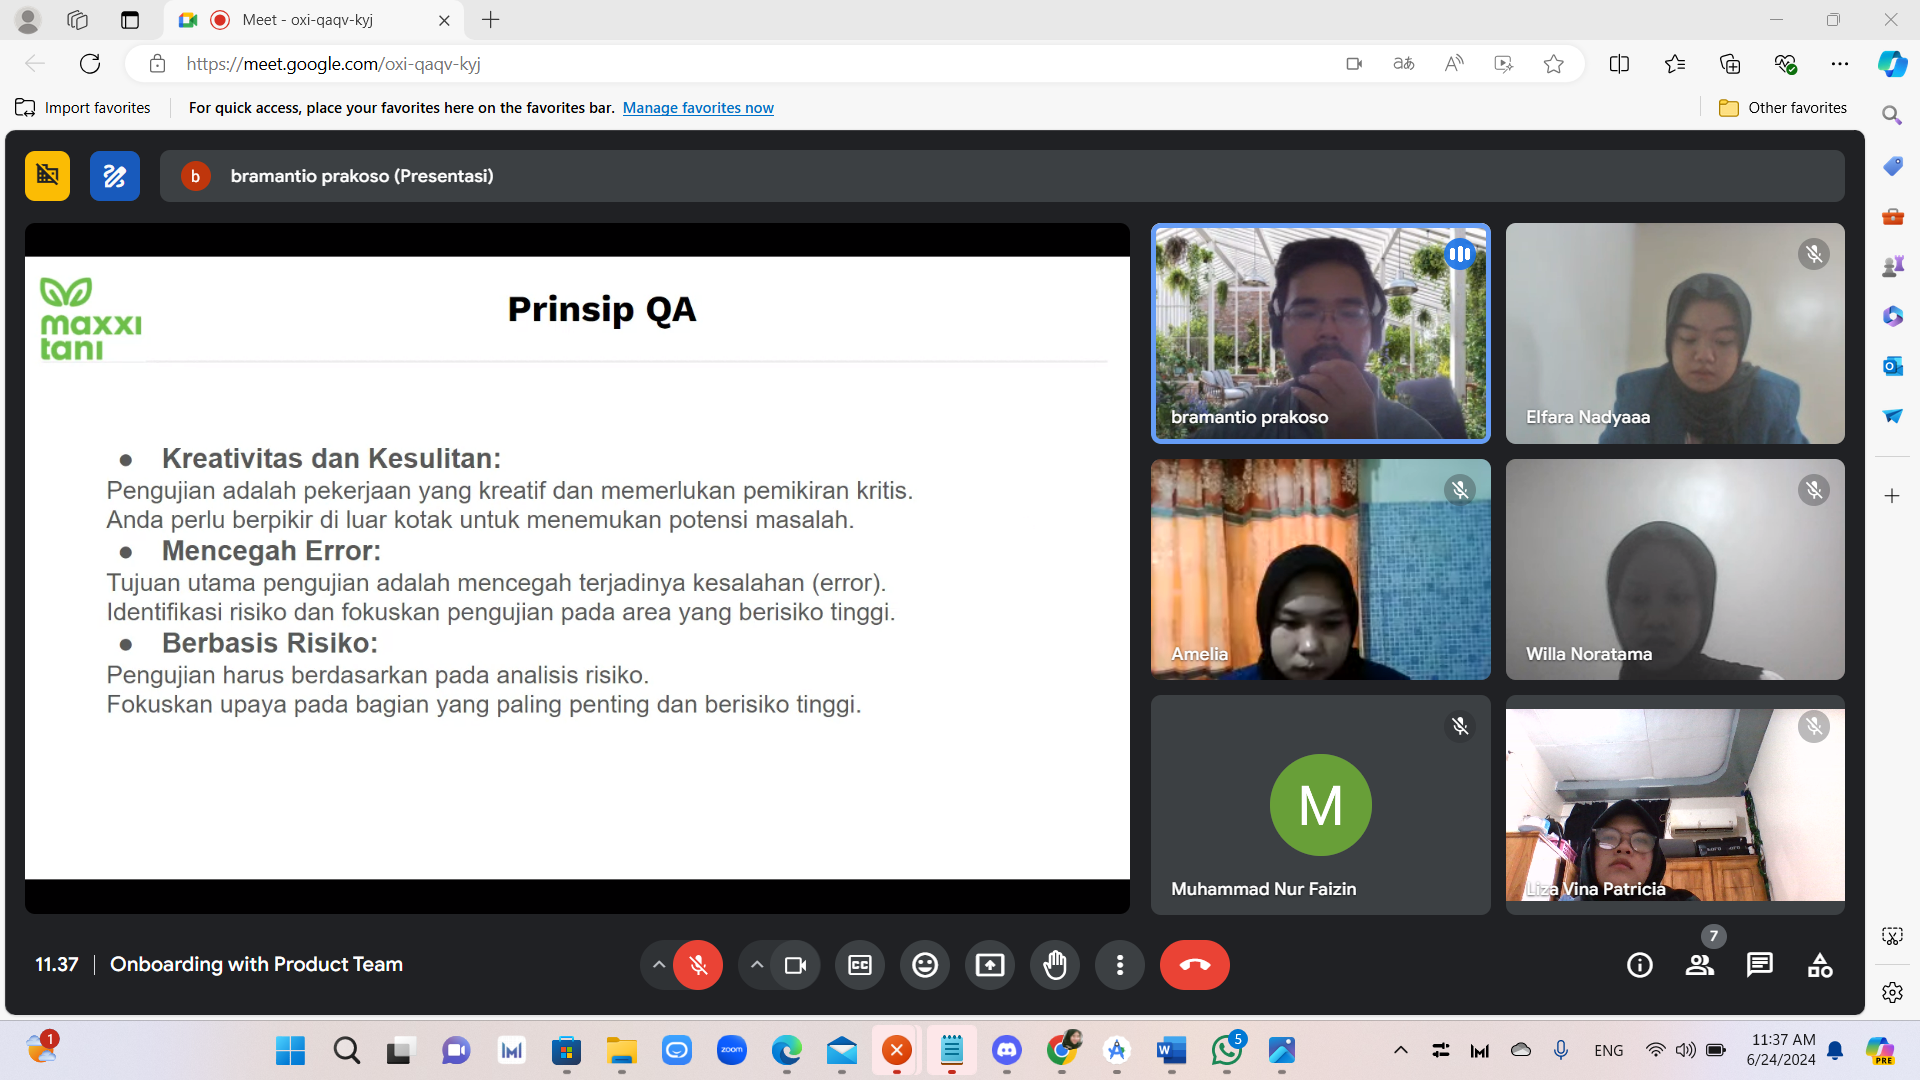 Meet - oxi-qaqv-kyj
https://meet.google.com/oxi-qaqv-kyj
Import favorites
For quick access, place your favorites here on the favorites bar. Manage favorites now
Other favorites
b
bramantio prakoso (Presentasi)
maxxi
tani
Prinsip QA
● Kreativitas dan Kesulitan:
Pengujian adalah pekerjaan yang kreatif dan memerlukan pemikiran kritis.
Anda perlu berpikir di luar kotak untuk menemukan potensi masalah.
● Mencegah Error:
Tujuan utama pengujian adalah mencegah terjadinya kesalahan (error).
Identifikasi risiko dan fokuskan pengujian pada area yang berisiko tinggi.
● Berbasis Risiko:
Pengujian harus berdasarkan pada analisis risiko.
Fokuskan upaya pada bagian yang paling penting dan berisiko tinggi.
bramantio prakoso
Elfara Nadyaaa
Amelia
Willa Noratama
M
Muhammad Nur Faizin
Liza Vina Patricia
11.37
Onboarding with Product Team
CC
7
1
zoom
W
5
ENG
11:37 AM
6/24/2024
PRE